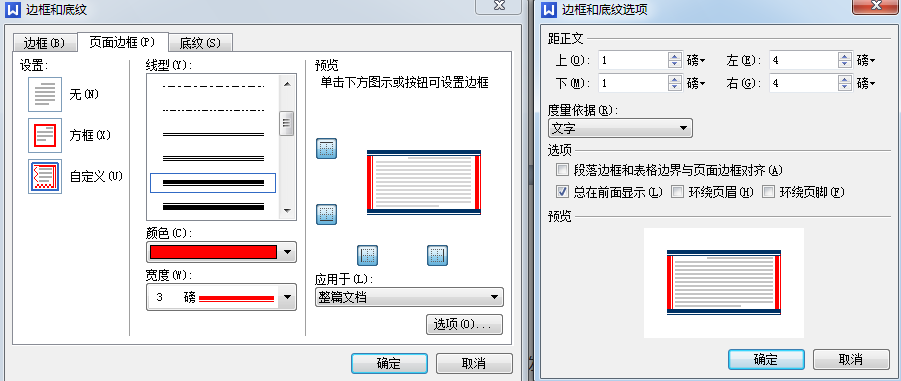 边框和底纹
边框(B) 页面边框(P) 底纹(S)
设置:
无(N)
方框(X)
自定义(U)
线型(Y):
颜色(C):
宽度(W):
3 磅
预览
单击下方图示或按钮可设置边框
应用于(L):
整篇文档
选项(O)...
确定 取消
边框和底纹选项
距正文
上(O): 1 磅 左(E): 4 磅
下(M): 1 磅 右(G): 4 磅
度量依据(R):
文字
选项
段落边框和表格边界与页面边框对齐(A)
总在前面显示(L) 环绕页眉(H) 环绕页脚(F)
预览
确定 取消